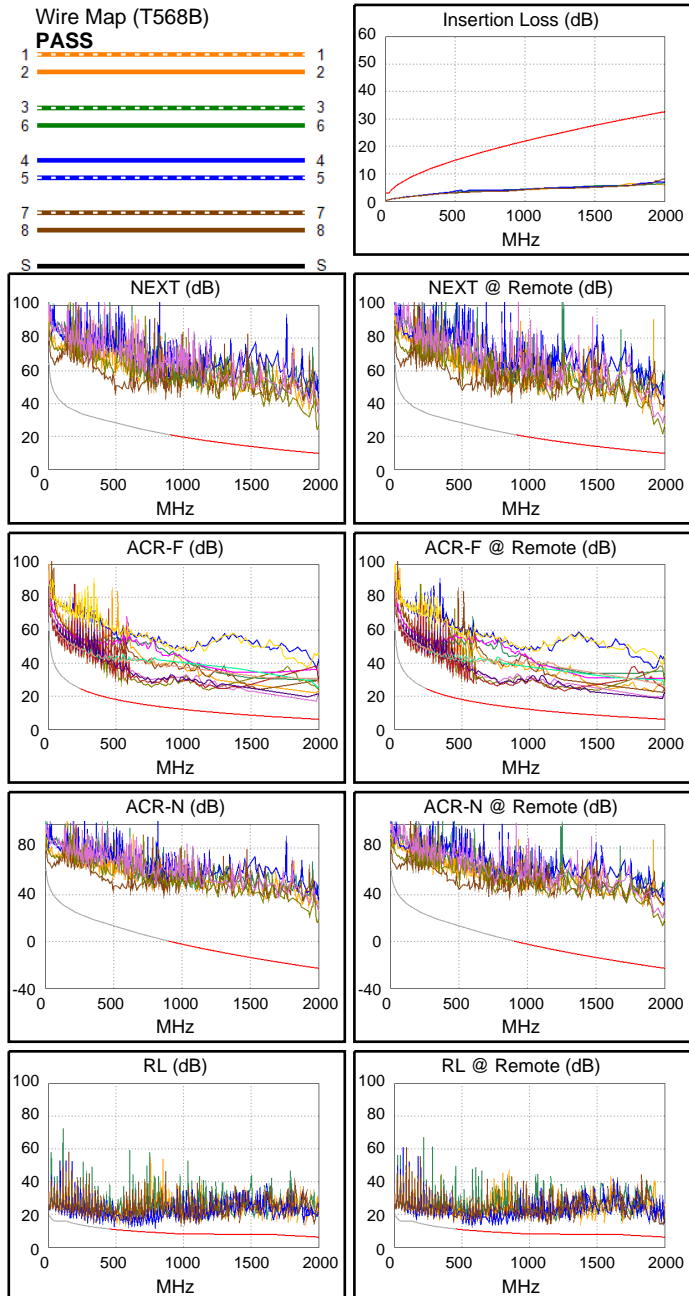 Wire Map (T568B)
PASS
1 1
2 2
3 3
6 6
4 4
5 5
7 7
8 8
S S
Insertion Loss (dB)
60
50
40
30
20
10
0
0 500 1000 1500 2000
MHz
NEXT (dB)
100
80
60
40
20
0
0 500 1000 1500 2000
MHz
NEXT @ Remote (dB)
100
80
60
40
20
0
0 500 1000 1500 2000
MHz
ACR-F (dB)
100
80
60
40
20
0
0 500 1000 1500 2000
MHz
ACR-F @ Remote (dB)
100
80
60
40
20
0
0 500 1000 1500 2000
MHz
ACR-N (dB)
80
40
0
-40
0 500 1000 1500 2000
MHz
ACR-N @ Remote (dB)
80
40
0
-40
0 500 1000 1500 2000
MHz
RL (dB)
100
80
60
40
20
0
0 500 1000 1500 2000
MHz
RL @ Remote (dB)
100
80
60
40
20
0
0 500 1000 1500 2000
MHz